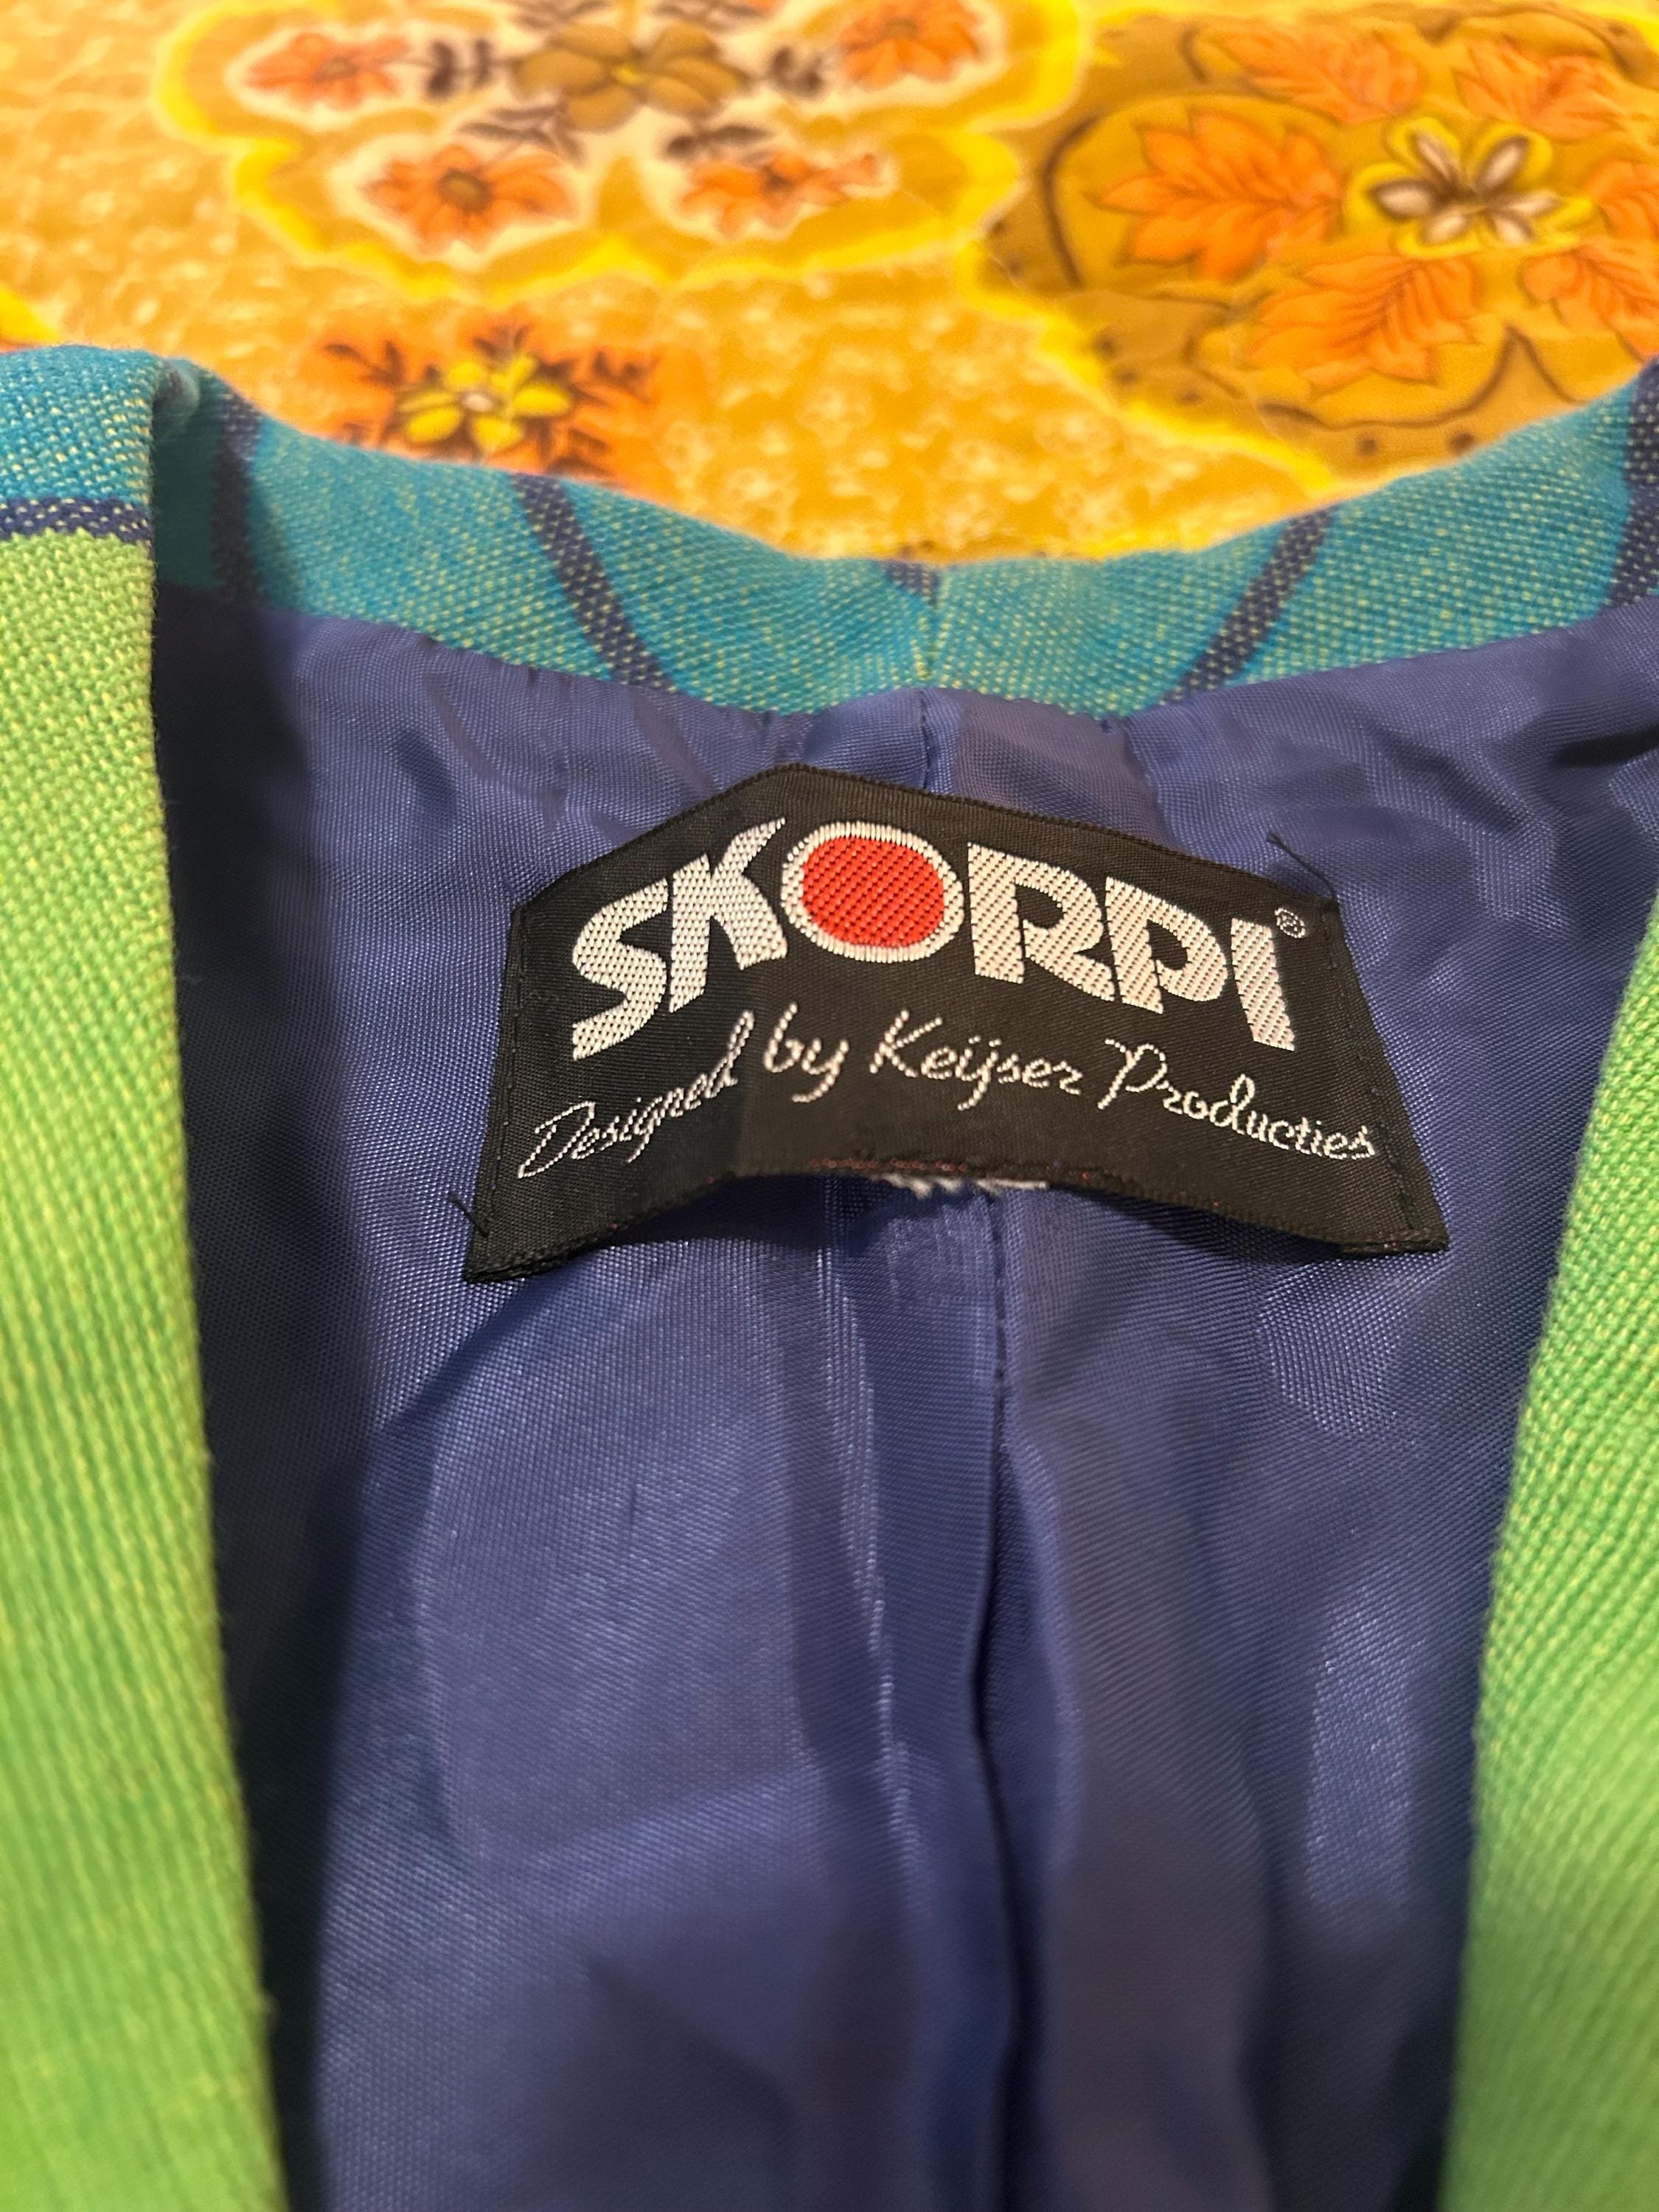 SKORPI®
Designed by Keijser Producties